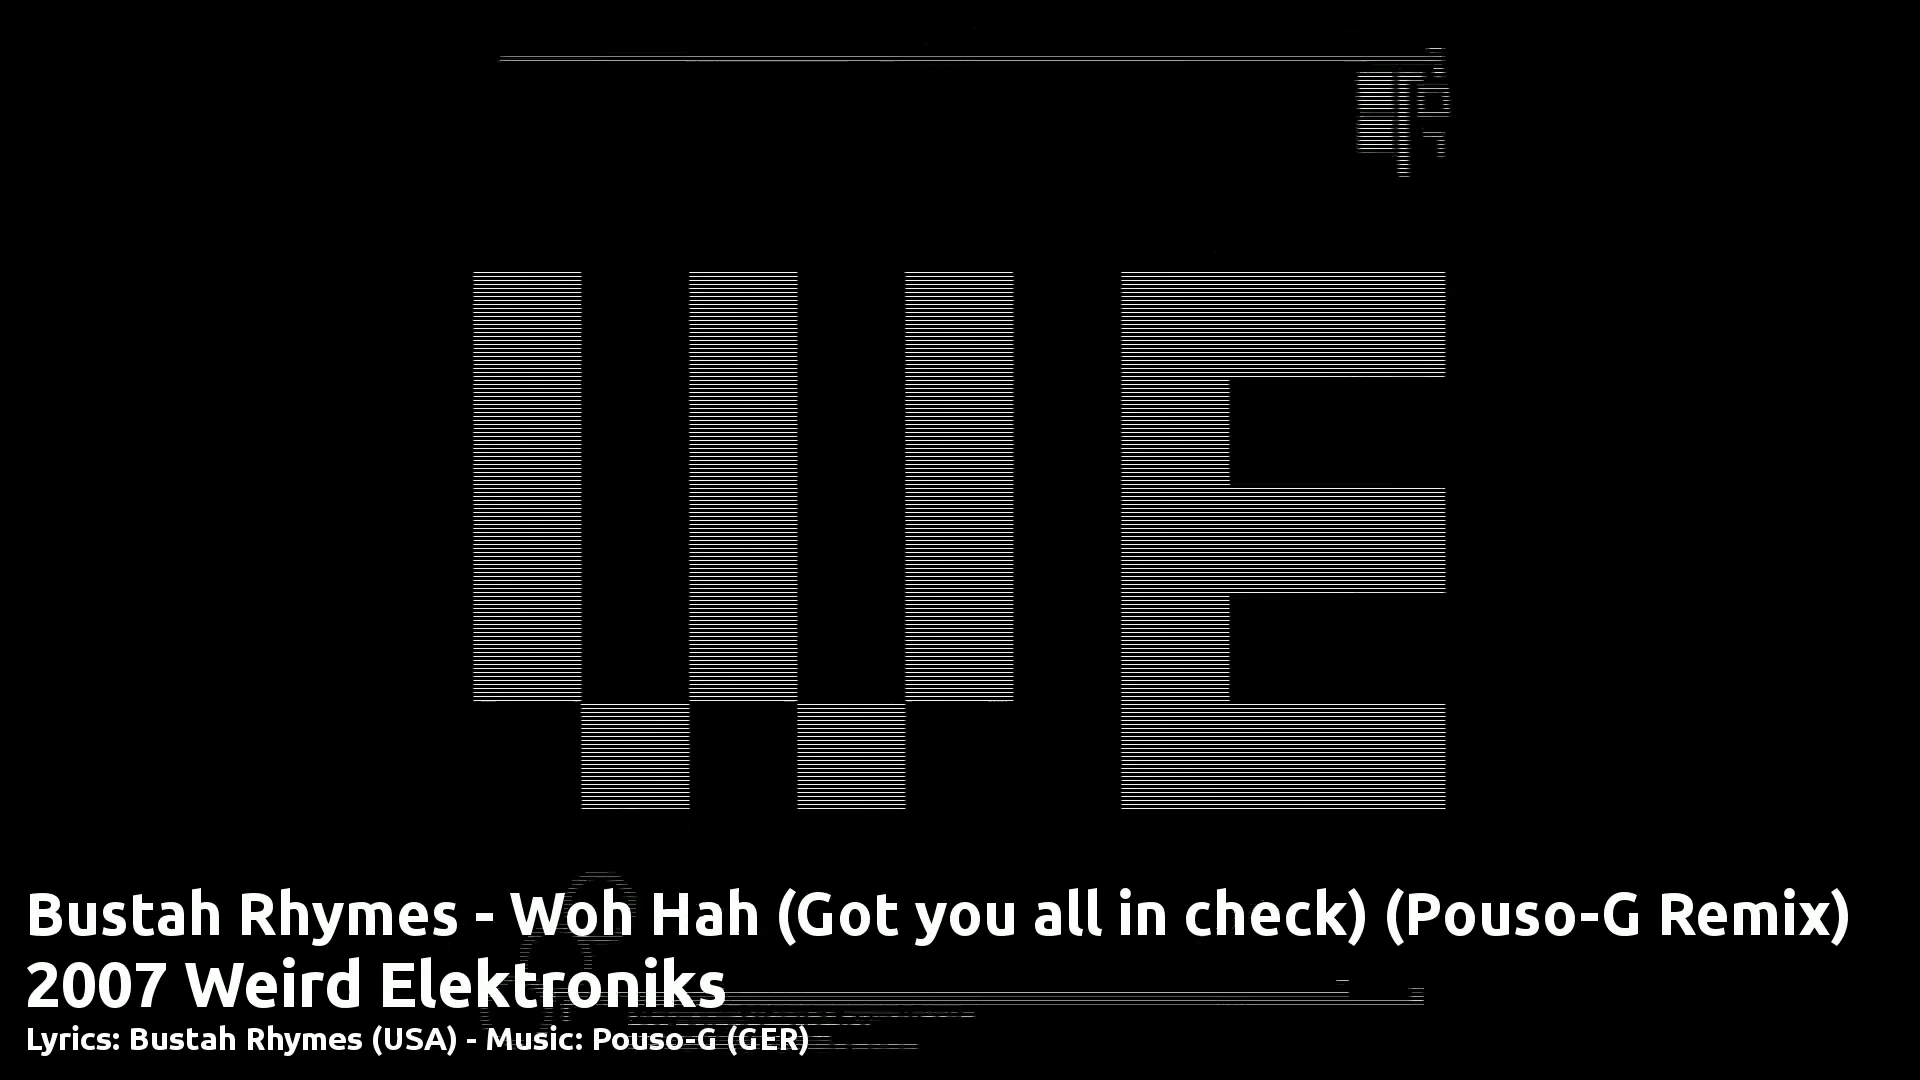 WE
Bustah Rhymes - Woh Hah (Got you all in check) (Pouso-G Remix)
2007 Weird Elektroniks
Lyrics: Bustah Rhymes (USA) - Music: Pouso-G (GER)